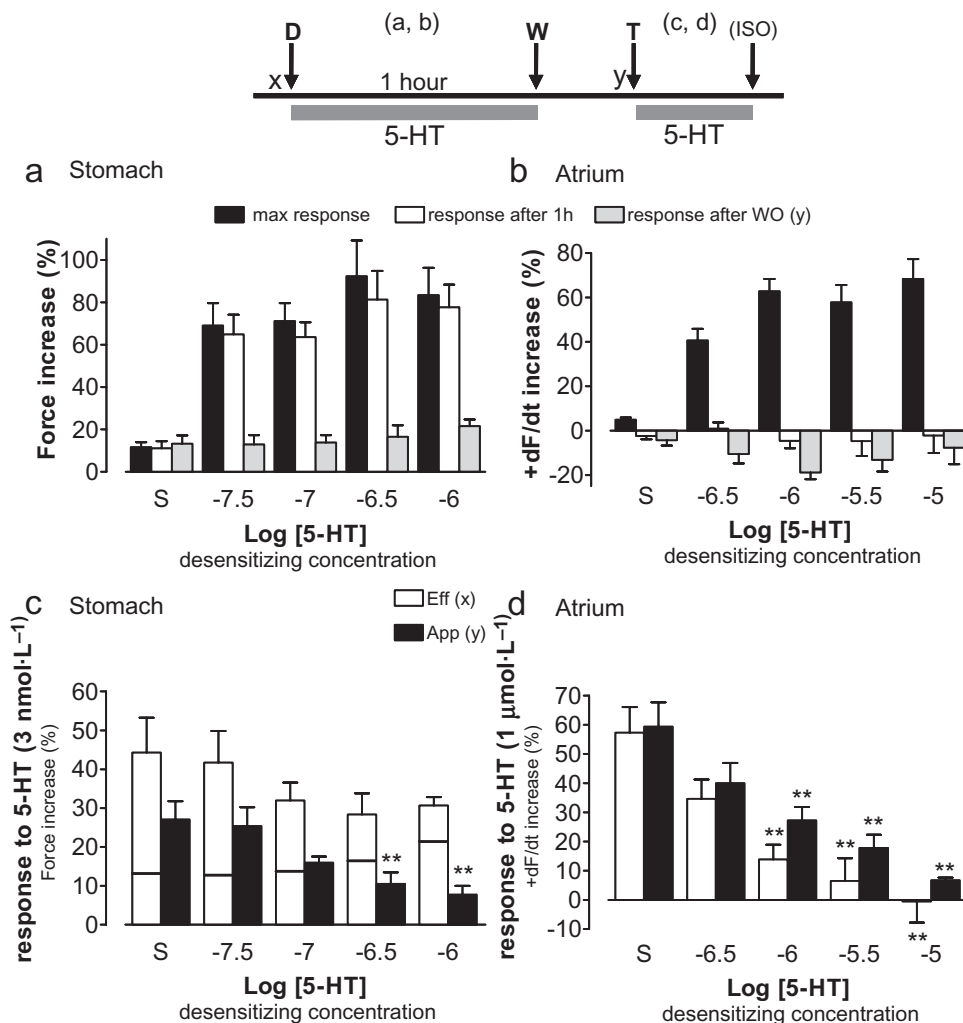 D (a, b) W T (c, d) (ISO)
x 1 hour y
5-HT 5-HT
a Stomach
b Atrium
max response response after 1h response after WO (y)
Force increase (%)
100
80
60
40
20
0
S -7.5 -7 -6.5 -6
Log [5-HT]
desensitizing concentration
+dF/dt increase (%)
80
60
40
20
0
-20
S -6.5 -6 -5.5 -5
Log [5-HT]
desensitizing concentration
c Stomach
Eff (x)
App (y)
response to 5-HT (3 nmol·L⁻¹)
Force increase (%)
60
50
40
30
20
10
0
** **
S -7.5 -7 -6.5 -6
Log [5-HT]
desensitizing concentration
d Atrium
response to 5-HT (1 µmol·L⁻¹)
+dF/dt increase (%)
70
60
50
40
30
20
10
0
-10
** ** ** ** ** **
S -6.5 -6 -5.5 -5
Log [5-HT]
desensitizing concentration